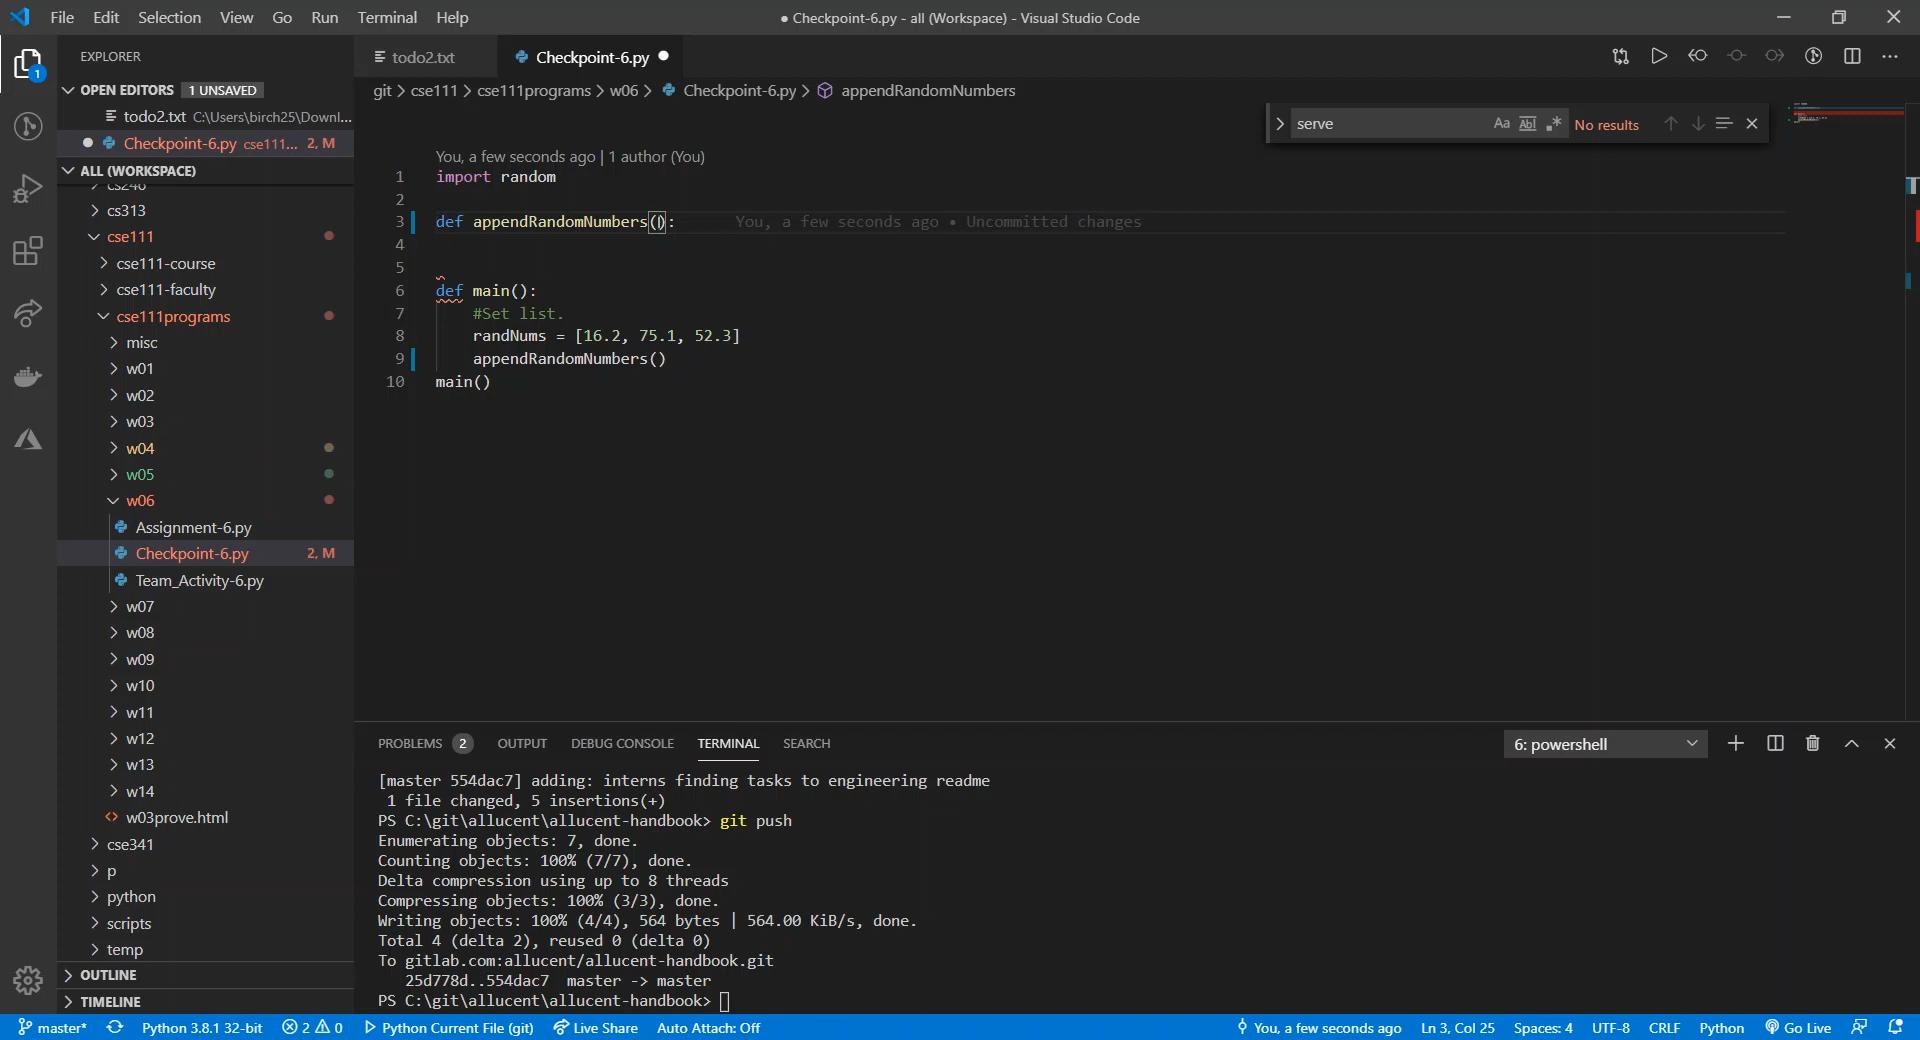 File Edit Selection View Go Run Terminal Help
● Checkpoint-6.py - all (Workspace) - Visual Studio Code
EXPLORER
OPEN EDITORS 1 UNSAVED
todo2.txt C:\Users\birch25\Downl...
Checkpoint-6.py cse111... 2, M
ALL (WORKSPACE)
cs246
cs313
cse111
cse111-course
cse111-faculty
cse111programs
misc
w01
w02
w03
w04
w05
w06
Assignment-6.py
Checkpoint-6.py 2, M
Team_Activity-6.py
w07
w08
w09
w10
w11
w12
w13
w14
w03prove.html
cse341
p
python
scripts
temp
OUTLINE
TIMELINE
1
todo2.txt
Checkpoint-6.py
git > cse111 > cse111programs > w06 > Checkpoint-6.py > appendRandomNumbers
serve
Aa Abl .* No results
You, a few seconds ago | 1 author (You)
1 import random
2
3 def appendRandomNumbers(): You, a few seconds ago • Uncommitted changes
4
5
6 def main():
7 #Set list.
8 randNums = [16.2, 75.1, 52.3]
9 appendRandomNumbers()
10 main()
PROBLEMS 2 OUTPUT DEBUG CONSOLE TERMINAL SEARCH
6: powershell
[master 554dac7] adding: interns finding tasks to engineering readme
1 file changed, 5 insertions(+)
PS C:\git\allucent\allucent-handbook> git push
Enumerating objects: 7, done.
Counting objects: 100% (7/7), done.
Delta compression using up to 8 threads
Compressing objects: 100% (3/3), done.
Writing objects: 100% (4/4), 564 bytes | 564.00 KiB/s, done.
Total 4 (delta 2), reused 0 (delta 0)
To gitlab.com:allucent/allucent-handbook.git
25d778d..554dac7 master -> master
PS C:\git\allucent\allucent-handbook>
master* Python 3.8.1 32-bit 2 0 Python Current File (git) Live Share Auto Attach: Off
You, a few seconds ago Ln 3, Col 25 Spaces: 4 UTF-8 CRLF Python Go Live